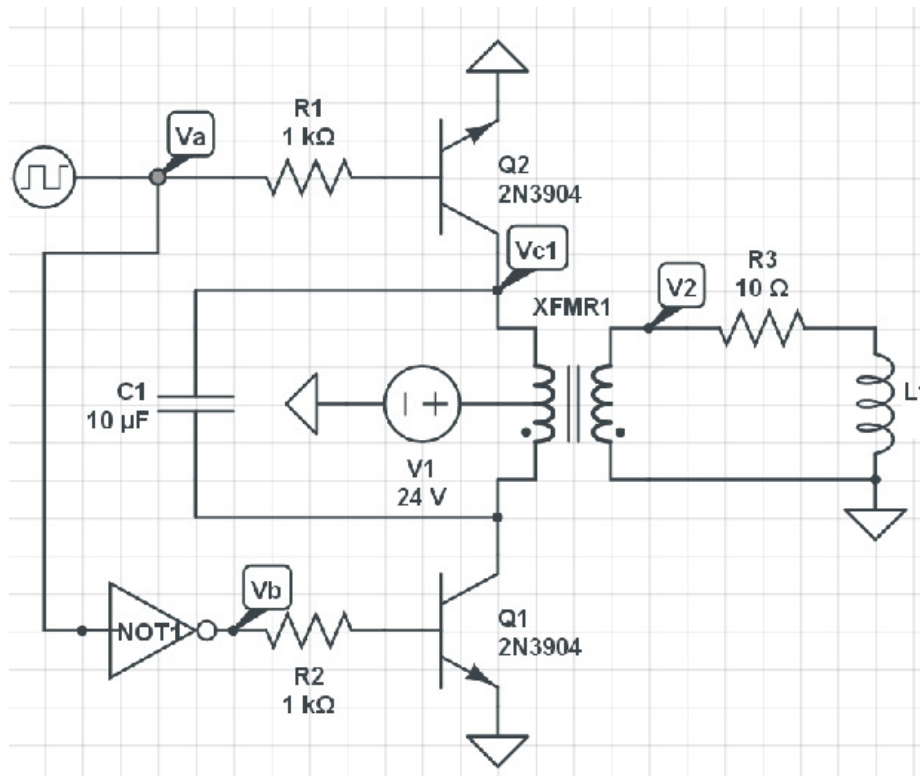 R1
1 kΩ
Va
Q2
2N3904
Vc1
XFMR1
V2
R3
10 Ω
C1
10 µF
V1
24 V
Vb
NOT1
R2
1 kΩ
Q1
2N3904